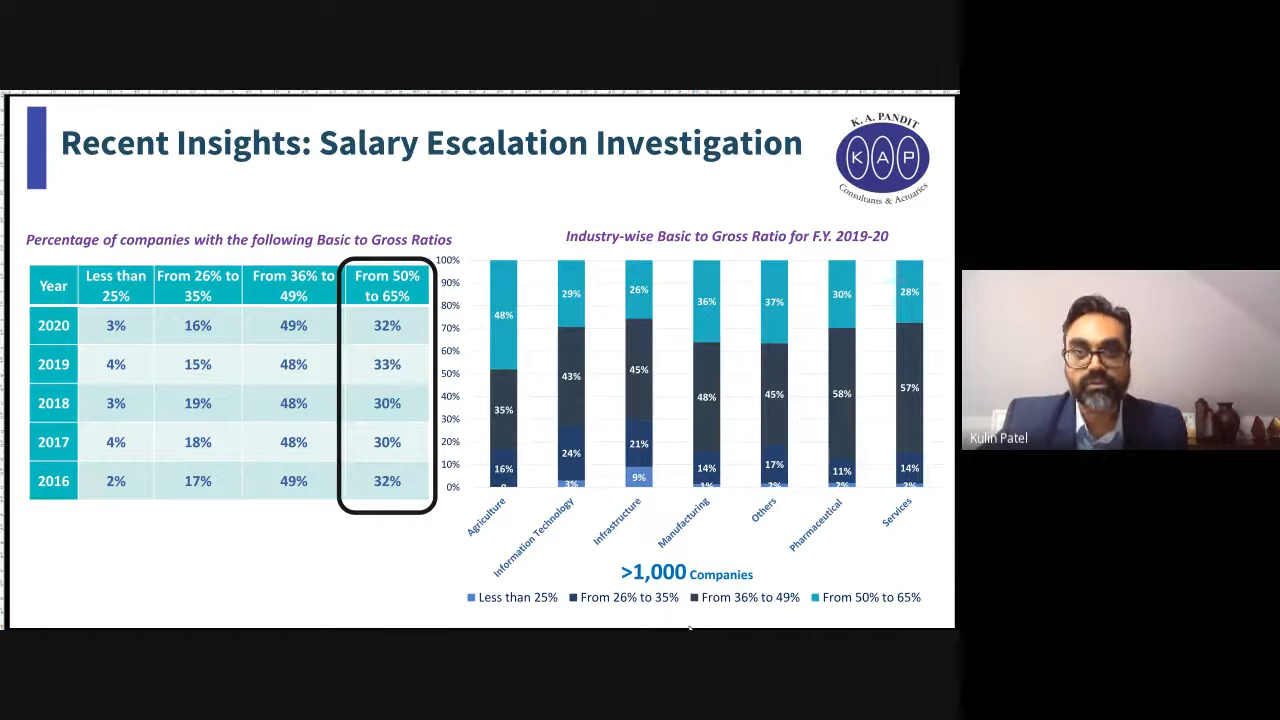 Recent Insights: Salary Escalation Investigation
K. A. PANDIT
K A P
Consultants & Actuaries
Percentage of companies with the following Basic to Gross Ratios
Year Less than 25% From 26% to 35% From 36% to 49% From 50% to 65%
2020 3% 16% 49% 32%
2019 4% 15% 48% 33%
2018 3% 19% 48% 30%
2017 4% 18% 48% 30%
2016 2% 17% 49% 32%
Industry-wise Basic to Gross Ratio for F.Y. 2019-20
100%
90%
80%
70%
60%
50%
40%
30%
20%
10%
0%
48% 29% 26% 36% 37% 30% 28%
35% 43% 45% 48% 45% 58% 57%
16% 24% 21% 14% 17% 11% 14%
0 3% 9% 1% 2% 2% 2%
Agriculture
Information Technology
Infrastructure
Manufacturing
Others
Pharmaceutical
Services
>1,000 Companies
Less than 25% From 26% to 35% From 36% to 49% From 50% to 65%
Kulin Patel